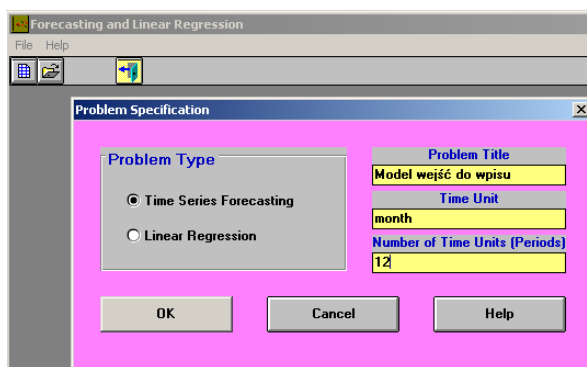 Forecasting and Linear Regression
File Help
Problem Specification
Problem Type
Time Series Forecasting
Linear Regression
Problem Title
Model wejść do wpisu
Time Unit
month
Number of Time Units (Periods)
12
OK Cancel Help